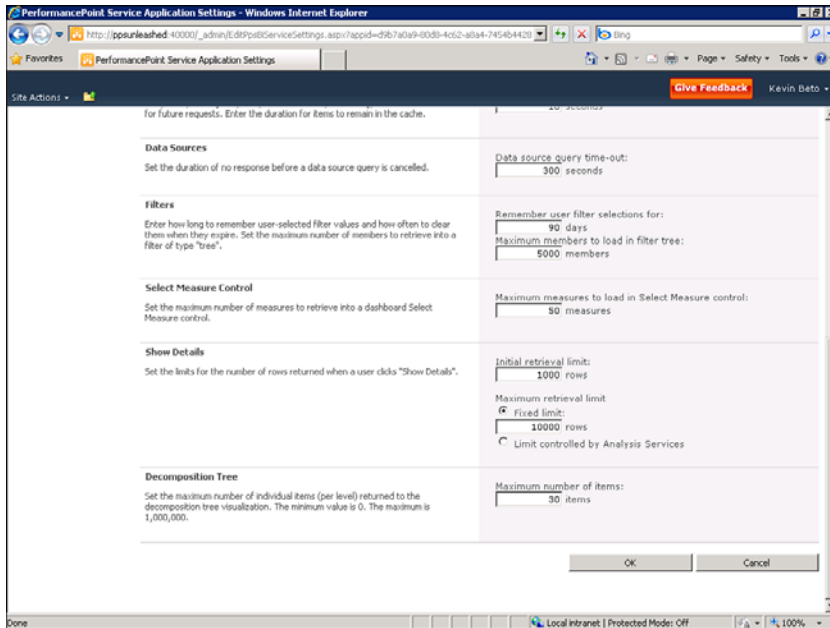 PerformancePoint Service Application Settings - Windows Internet Explorer
http://ppsunleashed:40000/_admin/EditPpsBIServiceSettings.aspx?appid=d9b7a0a9-80d8-4c62-a8a4-7454b4428
Bing
Favorites
PerformancePoint Service Application Settings
Page
Safety
Tools
Site Actions
Give Feedback
Kevin Beto
for future requests. Enter the duration for items to remain in the cache.
10 seconds
Data Sources
Set the duration of no response before a data source query is cancelled.
Data source query time-out:
300 seconds
Filters
Enter how long to remember user-selected filter values and how often to clear
them when they expire. Set the maximum number of members to retrieve into a
filter of type "tree".
Remember user filter selections for:
90 days
Maximum members to load in filter tree:
5000 members
Select Measure Control
Set the maximum number of measures to retrieve into a dashboard Select
Measure control.
Maximum measures to load in Select Measure control:
50 measures
Show Details
Set the limits for the number of rows returned when a user clicks "Show Details".
Initial retrieval limit:
1000 rows
Maximum retrieval limit
Fixed limit:
10000 rows
Limit controlled by Analysis Services
Decomposition Tree
Set the maximum number of individual items (per level) returned to the
decomposition tree visualization. The minimum value is 0. The maximum is
1,000,000.
Maximum number of items:
30 items
OK
Cancel
Done
Local intranet | Protected Mode: Off
100%